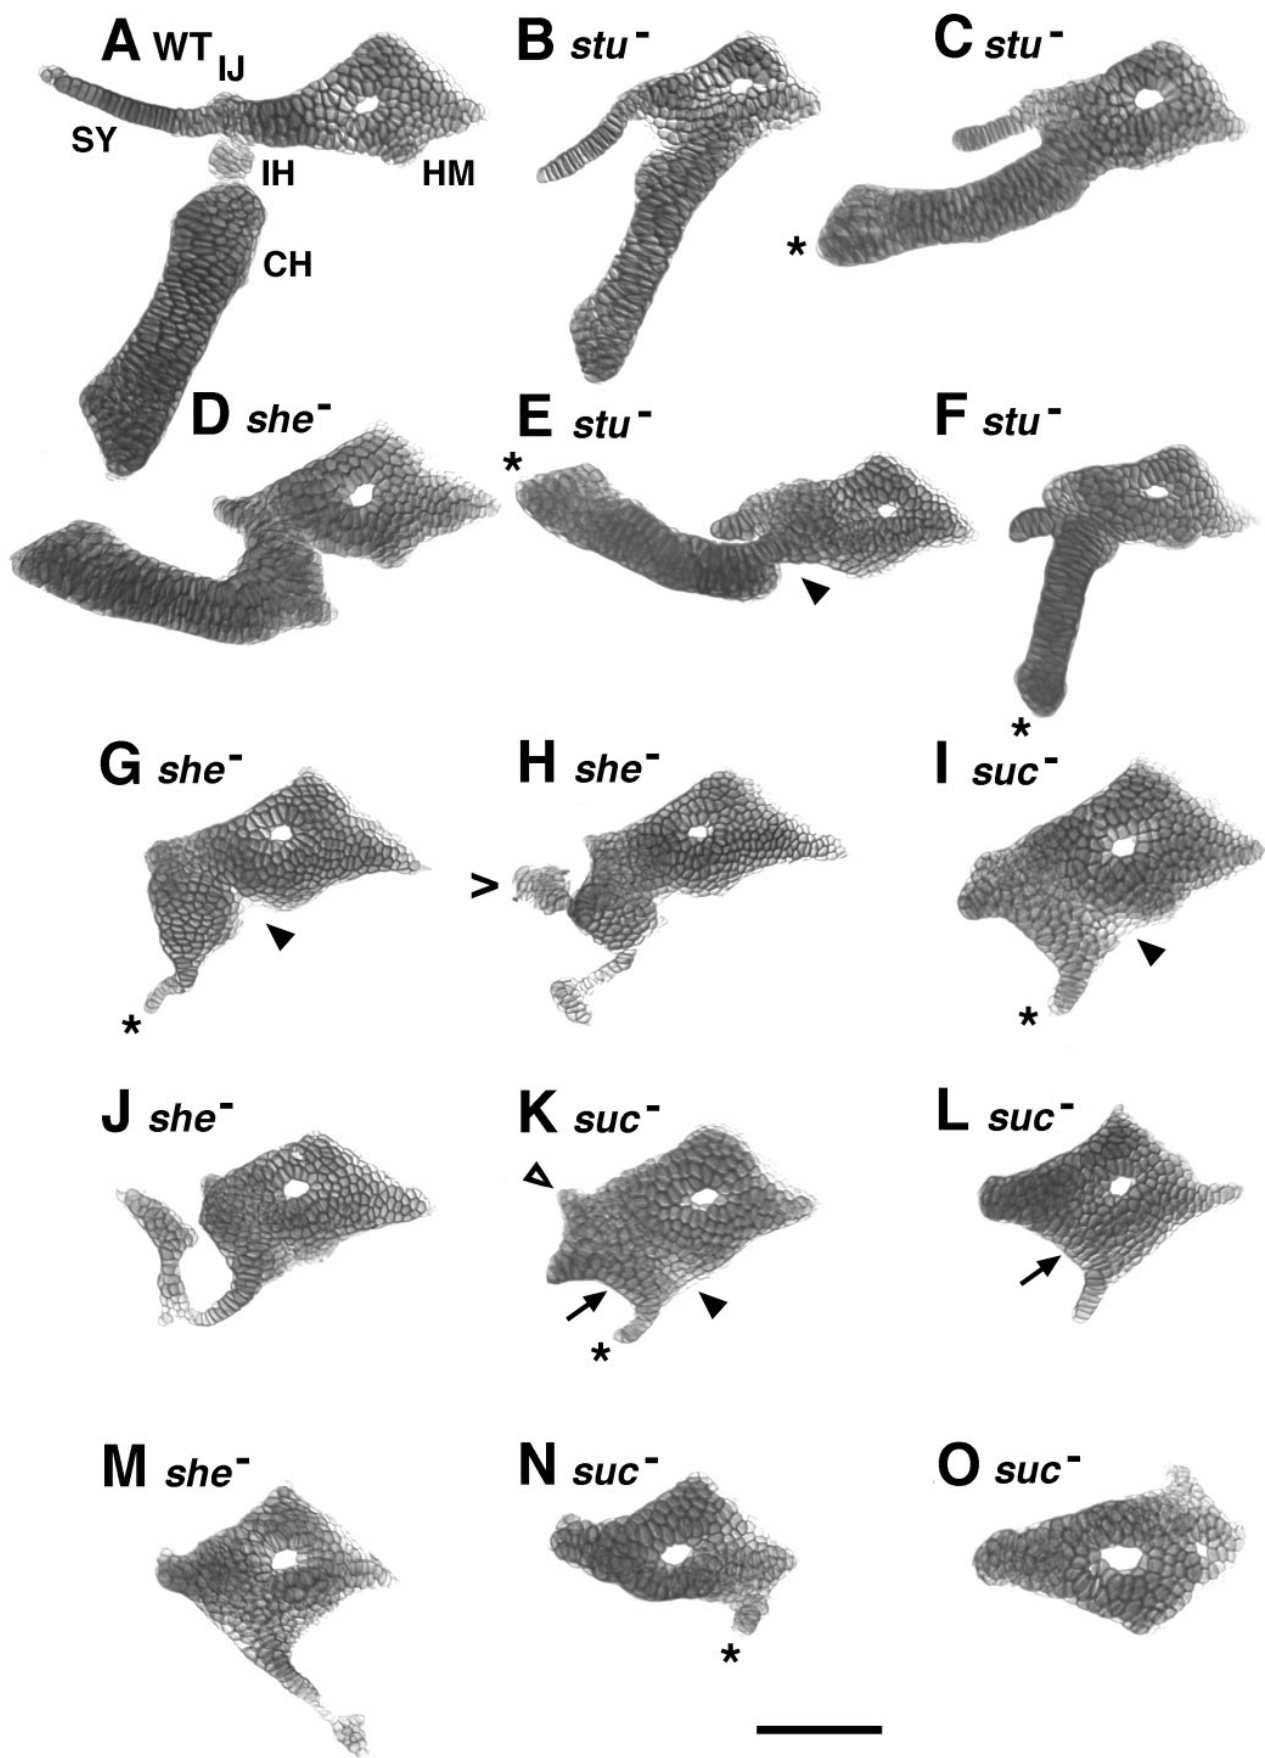 A WT
IJ
SY
IH
HM
CH
B stu-
C stu-
*
D she-
E stu-
*
F stu-
*
G she-
*
H she-
>
I suc-
*
J she-
K suc-
*
L suc-
M she-
N suc-
*
O suc-